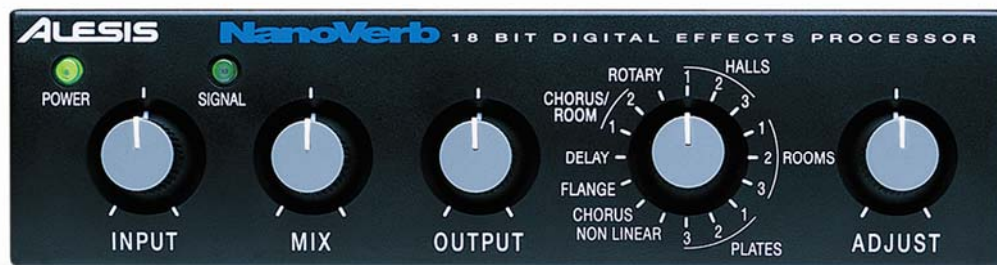 ALESIS
NanoVerb 18 BIT DIGITAL EFFECTS PROCESSOR
POWER
SIGNAL
INPUT
MIX
OUTPUT
ROTARY
CHORUS/
ROOM
2
1
DELAY
FLANGE
CHORUS
NON LINEAR
1
2
3
HALLS
1
2
3
ROOMS
1
2
3
PLATES
ADJUST